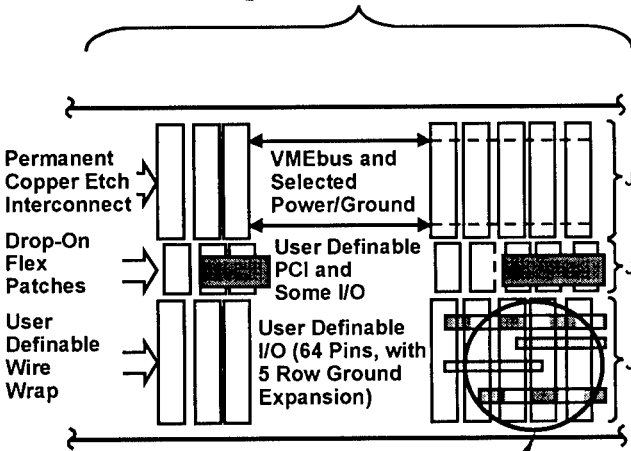 Permanent
Copper Etch
Interconnect
VMEbus and
Selected
Power/Ground
J
Drop-On
Flex
Patches
User Definable
PCI and
Some I/O
J
User
Definable
Wire
Wrap
User Definable
I/O (64 Pins, with
5 Row Ground
Expansion)
J